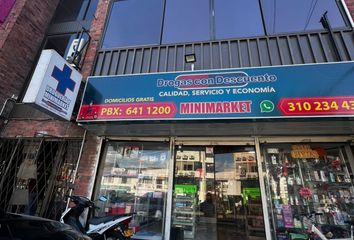 Drogas con Descuento
CALIDAD, SERVICIO Y ECONOMÍA
DOMICILIOS GRATIS
PBX: 641 1200
MINIMARKET
310 234 43